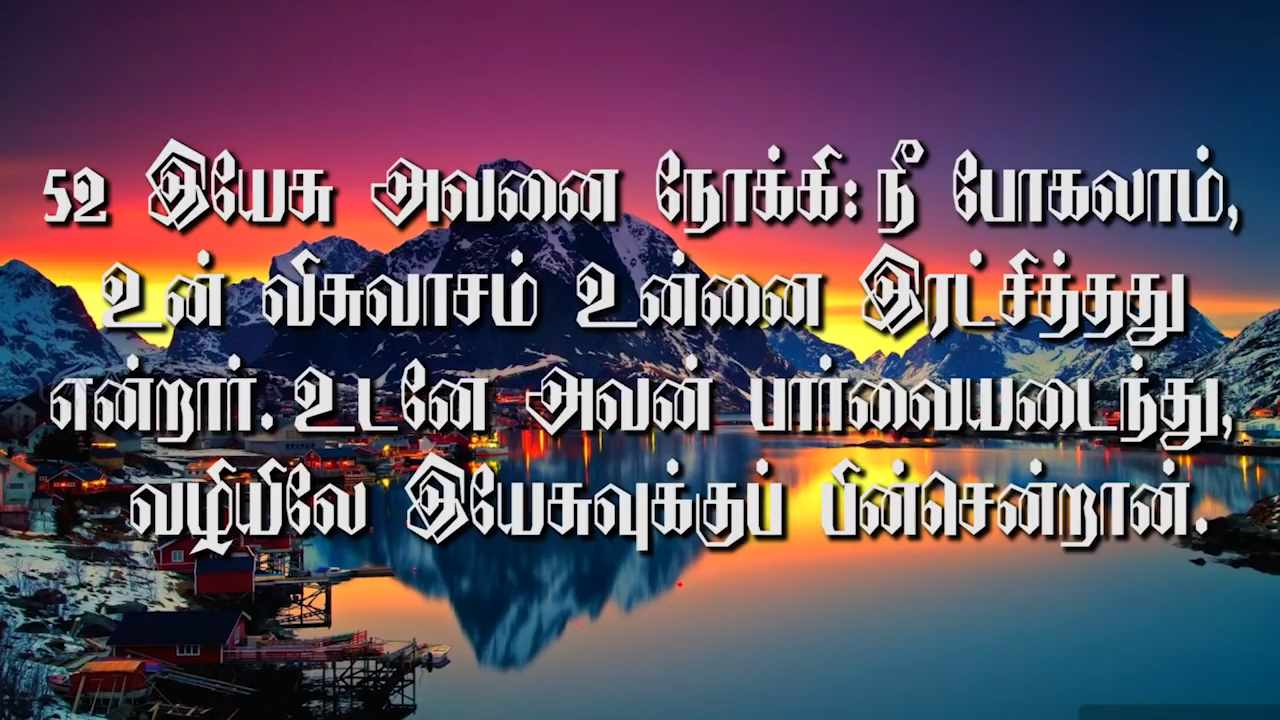 52 இயேசு அவனை நோக்கி: நீ போகலாம்,
உன் விசுவாசம் உன்னை இரட்சித்தது
என்றார். உடனே அவன் பார்வையடைந்து,
வழியிலே இயேசுவுக்குப் பின்சென்றான்.